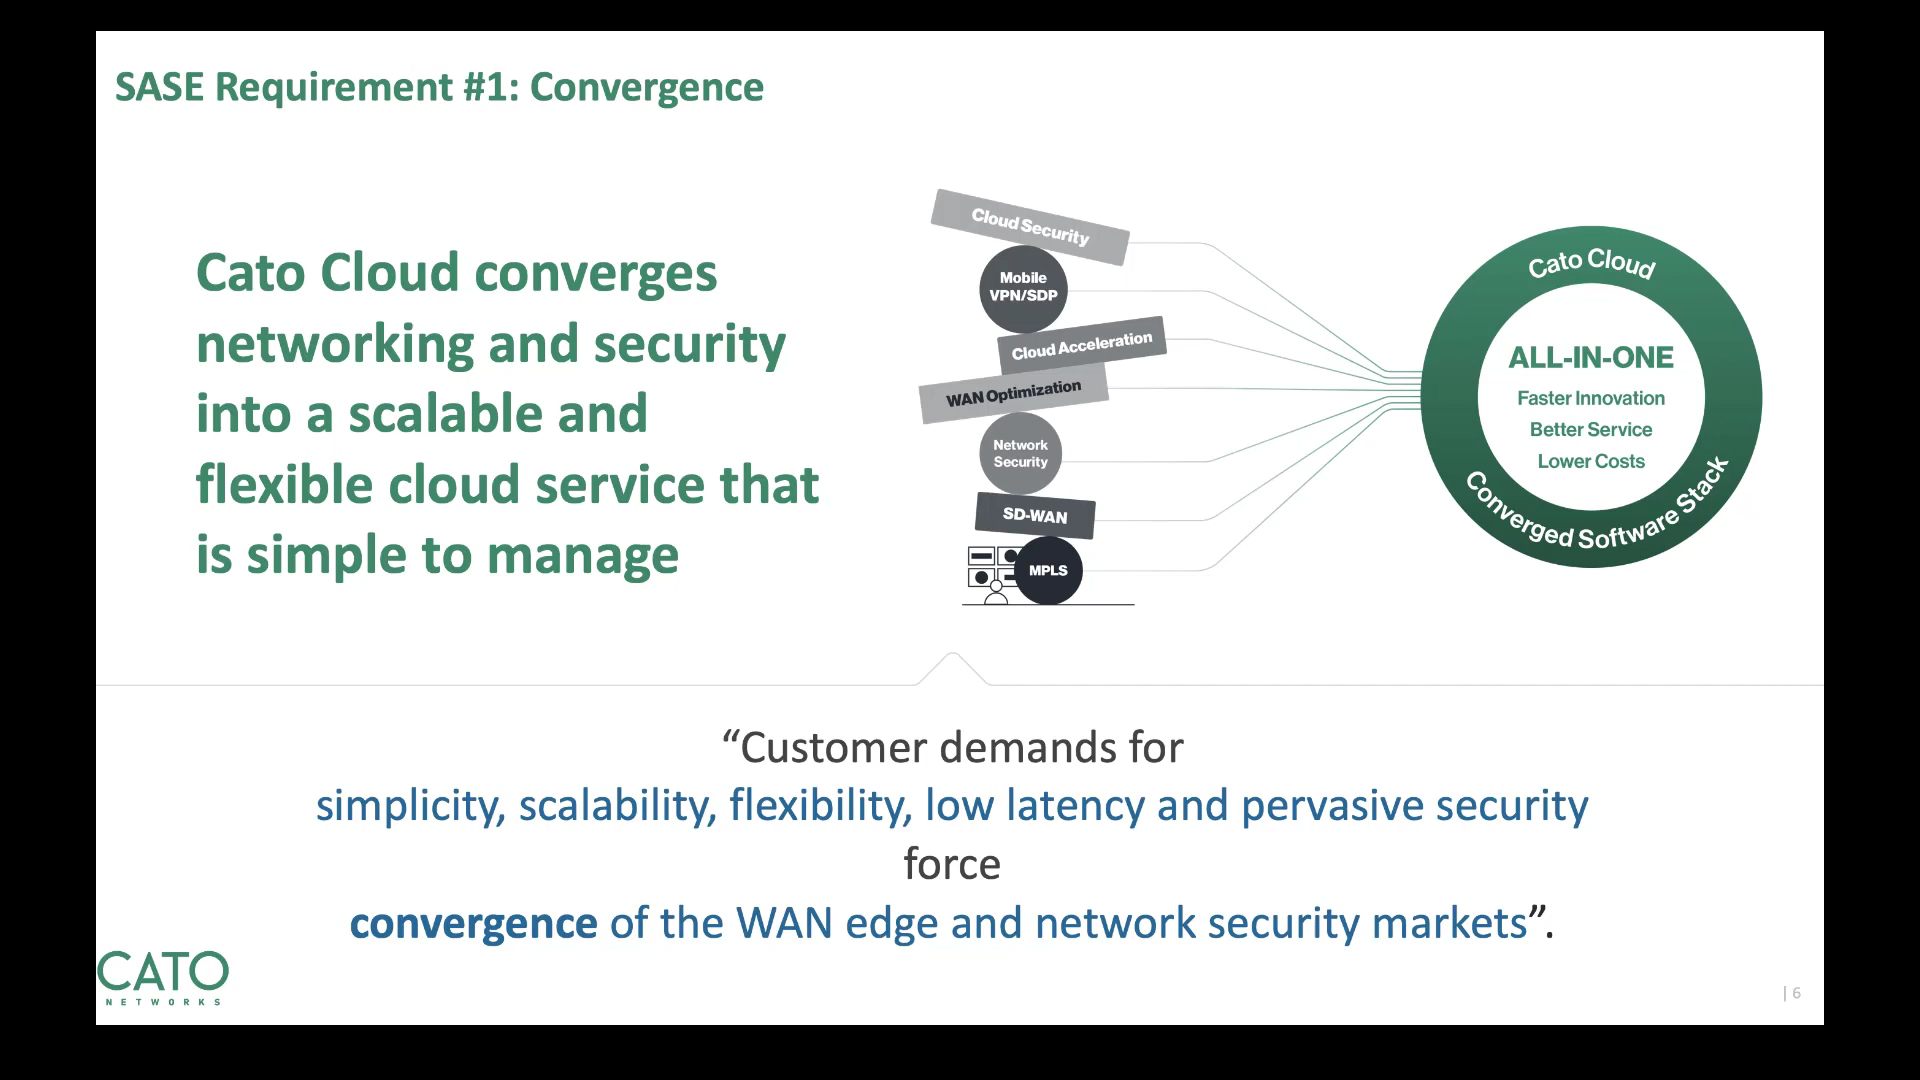 SASE Requirement #1: Convergence
Cato Cloud converges
networking and security
into a scalable and
flexible cloud service that
is simple to manage
Cloud Security
Mobile
VPN/SDP
Cloud Acceleration
WAN Optimization
Network
Security
SD-WAN
MPLS
Cato Cloud
ALL-IN-ONE
Faster Innovation
Better Service
Lower Costs
Converged Software Stack
“Customer demands for
simplicity, scalability, flexibility, low latency and pervasive security
force
convergence of the WAN edge and network security markets”.
CATO
NETWORKS
| 6